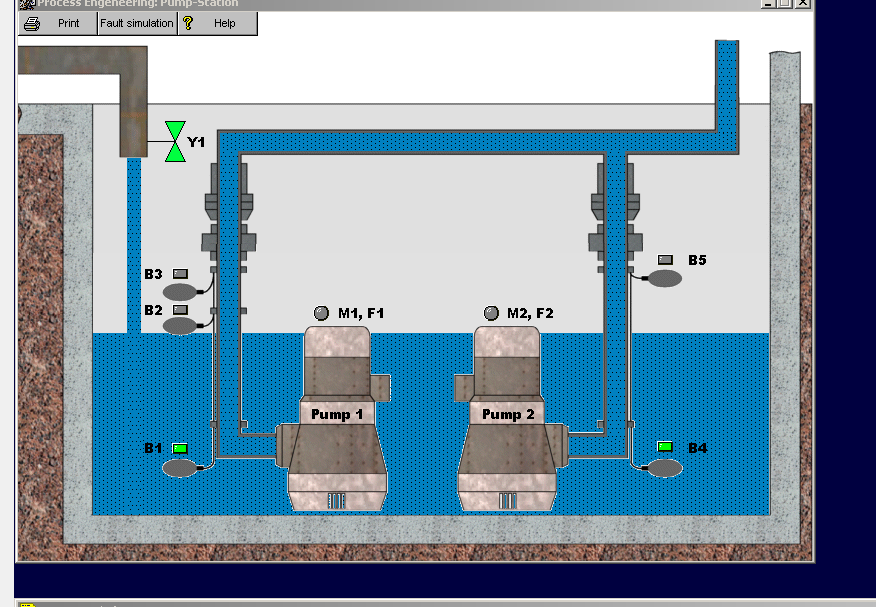 Process Engeneering: Pump-Station
Print
Fault simulation
? Help
Y1
B3
B5
B2
M1, F1
M2, F2
Pump 1
Pump 2
B1
B4